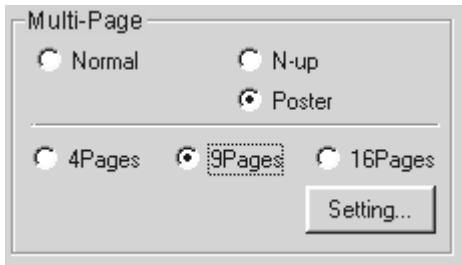 Multi-Page
Normal N-up
Poster
4Pages 9Pages 16Pages
Setting...